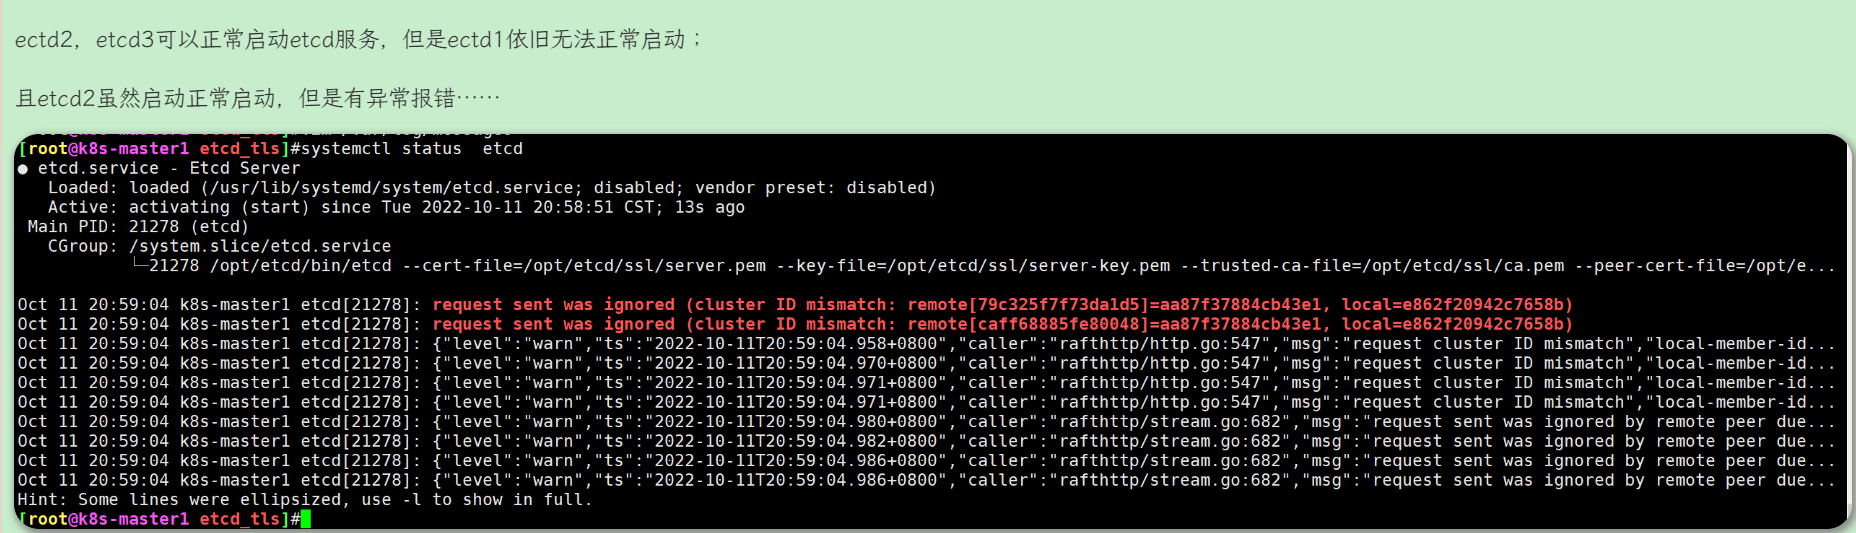 ectd2，etcd3可以正常启动etcd服务，但是ectd1依旧无法正常启动；
且etcd2虽然启动正常启动，但是有异常报错……
[root@k8s-master1 etcd_tls]#systemctl status  etcd
● etcd.service - Etcd Server
   Loaded: loaded (/usr/lib/systemd/system/etcd.service; disabled; vendor preset: disabled)
   Active: activating (start) since Tue 2022-10-11 20:58:51 CST; 13s ago
 Main PID: 21278 (etcd)
   CGroup: /system.slice/etcd.service
           └─21278 /opt/etcd/bin/etcd --cert-file=/opt/etcd/ssl/server.pem --key-file=/opt/etcd/ssl/server-key.pem --trusted-ca-file=/opt/etcd/ssl/ca.pem --peer-cert-file=/opt/e...
Oct 11 20:59:04 k8s-master1 etcd[21278]: request sent was ignored (cluster ID mismatch: remote[79c325f7f73da1d5]=aa87f37884cb43e1, local=e862f20942c7658b)
Oct 11 20:59:04 k8s-master1 etcd[21278]: request sent was ignored (cluster ID mismatch: remote[caff68885fe80048]=aa87f37884cb43e1, local=e862f20942c7658b)
Oct 11 20:59:04 k8s-master1 etcd[21278]: {"level":"warn","ts":"2022-10-11T20:59:04.958+0800","caller":"rafthttp/http.go:547","msg":"request cluster ID mismatch","local-member-id...
Oct 11 20:59:04 k8s-master1 etcd[21278]: {"level":"warn","ts":"2022-10-11T20:59:04.970+0800","caller":"rafthttp/http.go:547","msg":"request cluster ID mismatch","local-member-id...
Oct 11 20:59:04 k8s-master1 etcd[21278]: {"level":"warn","ts":"2022-10-11T20:59:04.971+0800","caller":"rafthttp/http.go:547","msg":"request cluster ID mismatch","local-member-id...
Oct 11 20:59:04 k8s-master1 etcd[21278]: {"level":"warn","ts":"2022-10-11T20:59:04.971+0800","caller":"rafthttp/http.go:547","msg":"request cluster ID mismatch","local-member-id...
Oct 11 20:59:04 k8s-master1 etcd[21278]: {"level":"warn","ts":"2022-10-11T20:59:04.980+0800","caller":"rafthttp/stream.go:682","msg":"request sent was ignored by remote peer due...
Oct 11 20:59:04 k8s-master1 etcd[21278]: {"level":"warn","ts":"2022-10-11T20:59:04.982+0800","caller":"rafthttp/stream.go:682","msg":"request sent was ignored by remote peer due...
Oct 11 20:59:04 k8s-master1 etcd[21278]: {"level":"warn","ts":"2022-10-11T20:59:04.986+0800","caller":"rafthttp/stream.go:682","msg":"request sent was ignored by remote peer due...
Oct 11 20:59:04 k8s-master1 etcd[21278]: {"level":"warn","ts":"2022-10-11T20:59:04.986+0800","caller":"rafthttp/stream.go:682","msg":"request sent was ignored by remote peer due...
Hint: Some lines were ellipsized, use -l to show in full.
[root@k8s-master1 etcd_tls]#